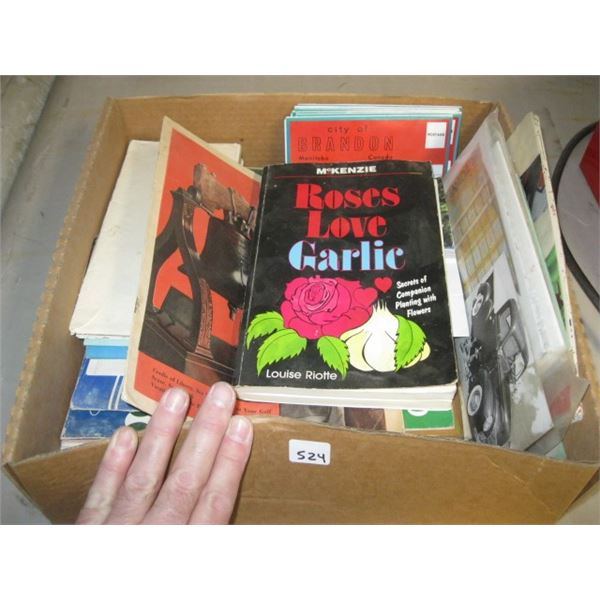 city of
BRANDON
Manitoba Canada
McKENZIE
Roses
Love
Garlic
Secrets of
Companion
Planting with
Flowers
Louise Riotte
524